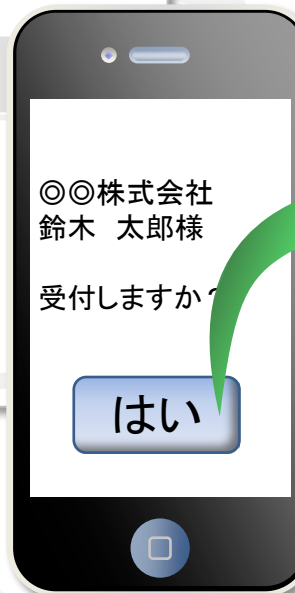 ◎◎株式会社
鈴木　太郎様
受付しますか？
はい